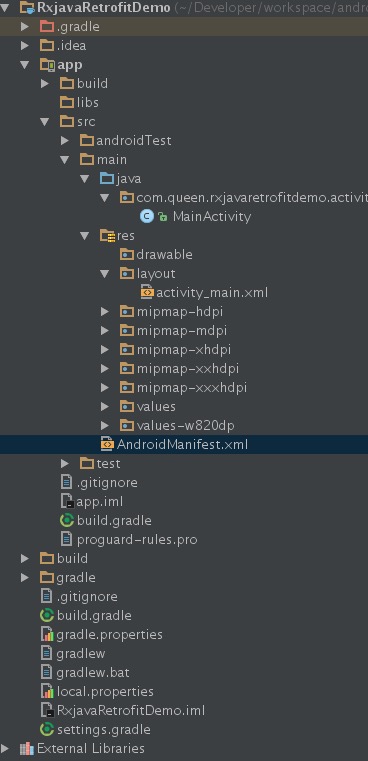 RxjavaRetrofitDemo (~/Developer/workspace/andro
.gradle
.idea
app
build
libs
src
androidTest
main
java
com.queen.rxjavaretrofitdemo.activit
MainActivity
res
drawable
layout
activity_main.xml
mipmap-hdpi
mipmap-mdpi
mipmap-xhdpi
mipmap-xxhdpi
mipmap-xxxhdpi
values
values-w820dp
AndroidManifest.xml
test
.gitignore
app.iml
build.gradle
proguard-rules.pro
build
gradle
.gitignore
build.gradle
gradle.properties
gradlew
gradlew.bat
local.properties
RxjavaRetrofitDemo.iml
settings.gradle
External Libraries